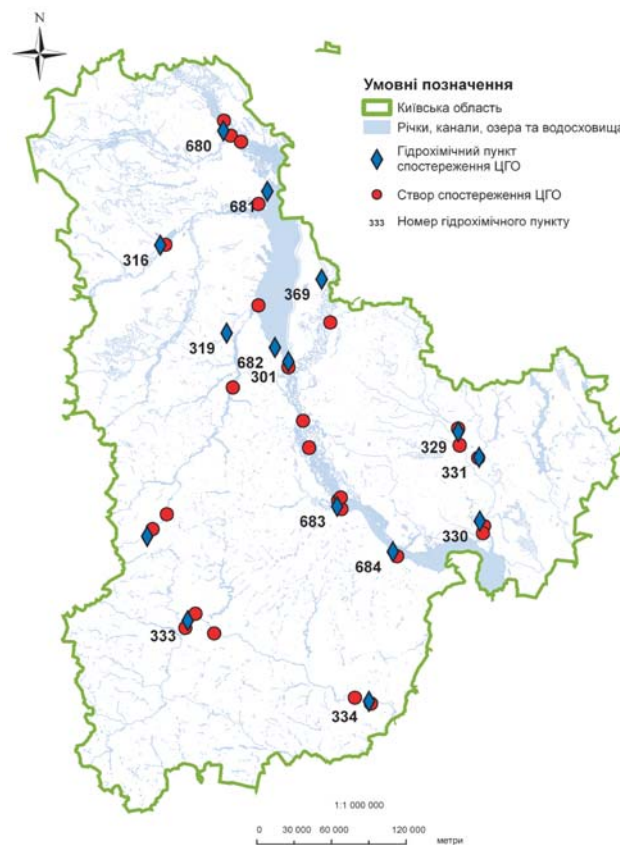 N
Умовні позначення
Київська область
Річки, канали, озера та водосховища
Гідрохімічний пункт
спостереження ЦГО
Створ спостереження ЦГО
333 Номер гідрохімічного пункту
680
681
316
369
319
682
301
329
331
683
330
684
333
334
1:1 000 000
0 30 000 60 000 120 000
метри